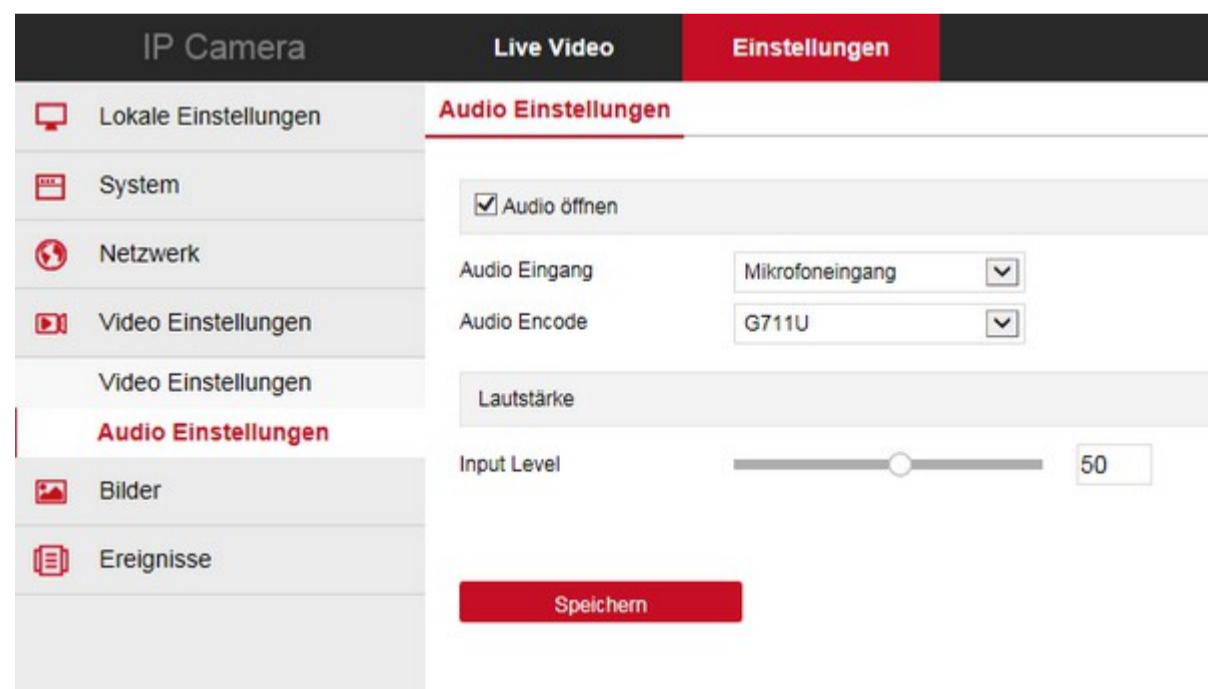 IP Camera
Live Video
Einstellungen
Lokale Einstellungen
System
Netzwerk
Video Einstellungen
Video Einstellungen
Audio Einstellungen
Bilder
Ereignisse
Audio Einstellungen
Audio öffnen
Audio Eingang
Mikrofoneingang
Audio Encode
G711U
Lautstärke
Input Level
50
Speichern